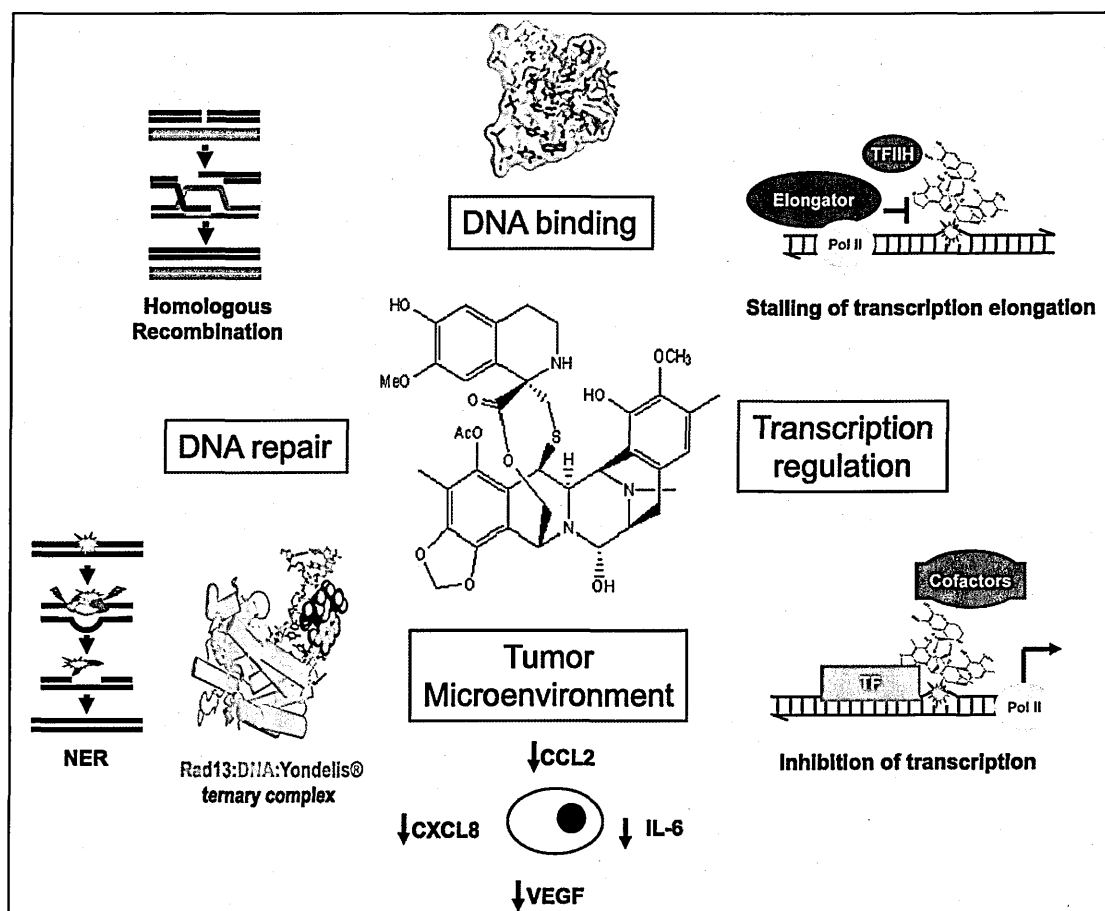 DNA binding
TFIIH
Elongator
Pol II
Stalling of transcription elongation
Homologous
Recombination
HO
MeO
NH
O
AcO
S
O
H
HO
OCH3
N
N
O
O
OH
DNA repair
Transcription
regulation
NER
Rad13:DNA:Yondelis®
ternary complex
Tumor
Microenvironment
Cofactors
TF
Pol II
Inhibition of transcription
↓CCL2
↓CXCL8
↓ IL-6
↓VEGF